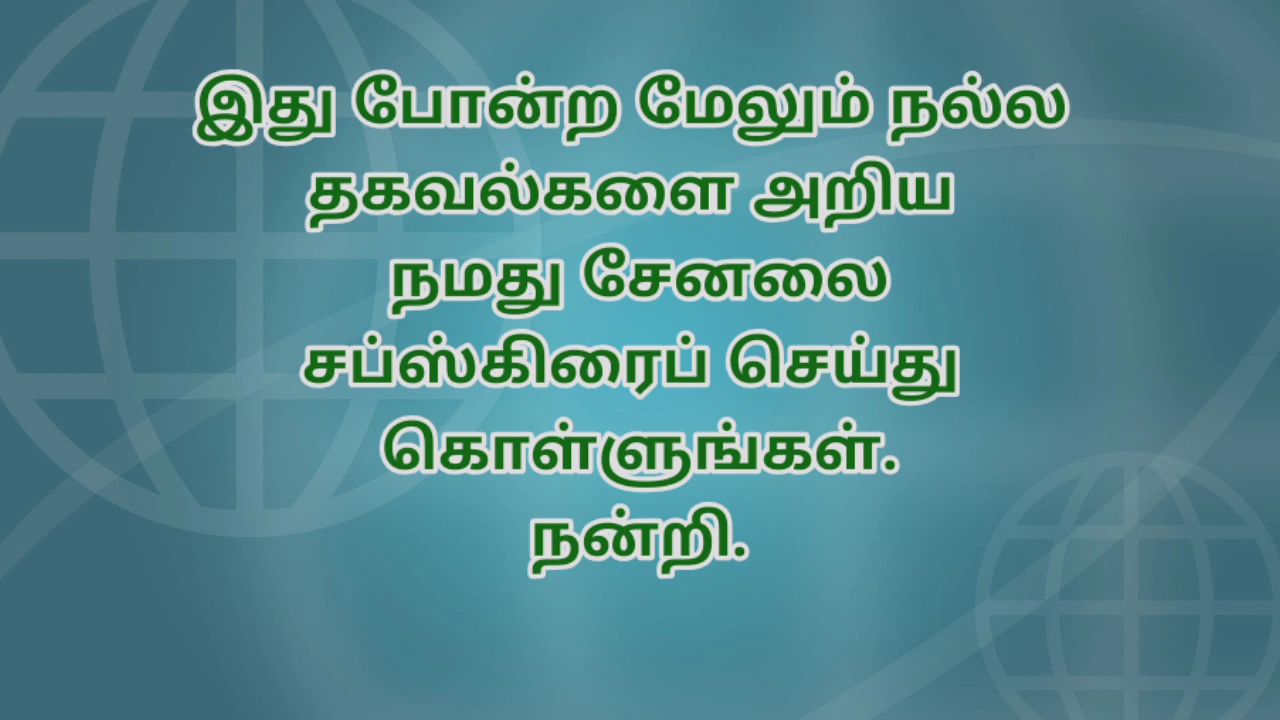 இது போன்ற மேலும் நல்ல
தகவல்களை அறிய
நமது சேனலை
சப்ஸ்கிரைப் செய்து
கொள்ளுங்கள்.
நன்றி.